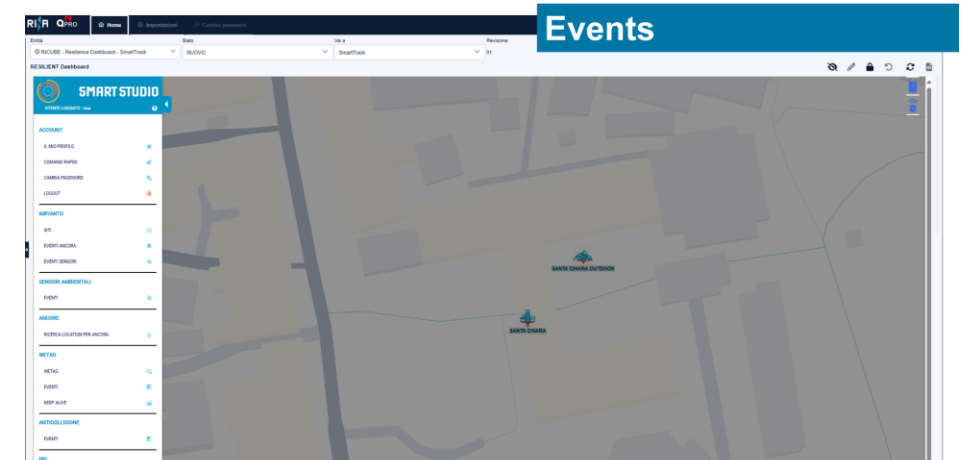 Events
RISA QPRO
Home
Impostazioni
Cambia password
Entità
Stato
Vai a
Revisione
INCUBE - Resilience Dashboard - SmartTrack
NUOVO
SmartTrack
01
RESILIENT Dashboard
SMART STUDIO
ACCOUNT
IL MIO PROFILO
COMANDI RAPIDI
CAMBIA PASSWORD
LOGOUT
IMPIANTO
SITI
EVENTI ANCORA
EVENTI SENSORI
SENSORI AMBIENTALI
EVENTI
ANCORE
RICERCA LOCATION PER ANCORA
METAG
METAG
EVENTI
KEEP ALIVE
ANTICOLLISIONE
EVENTI
SANTA CHIARA OUTDOOR
SANTA CHIARA